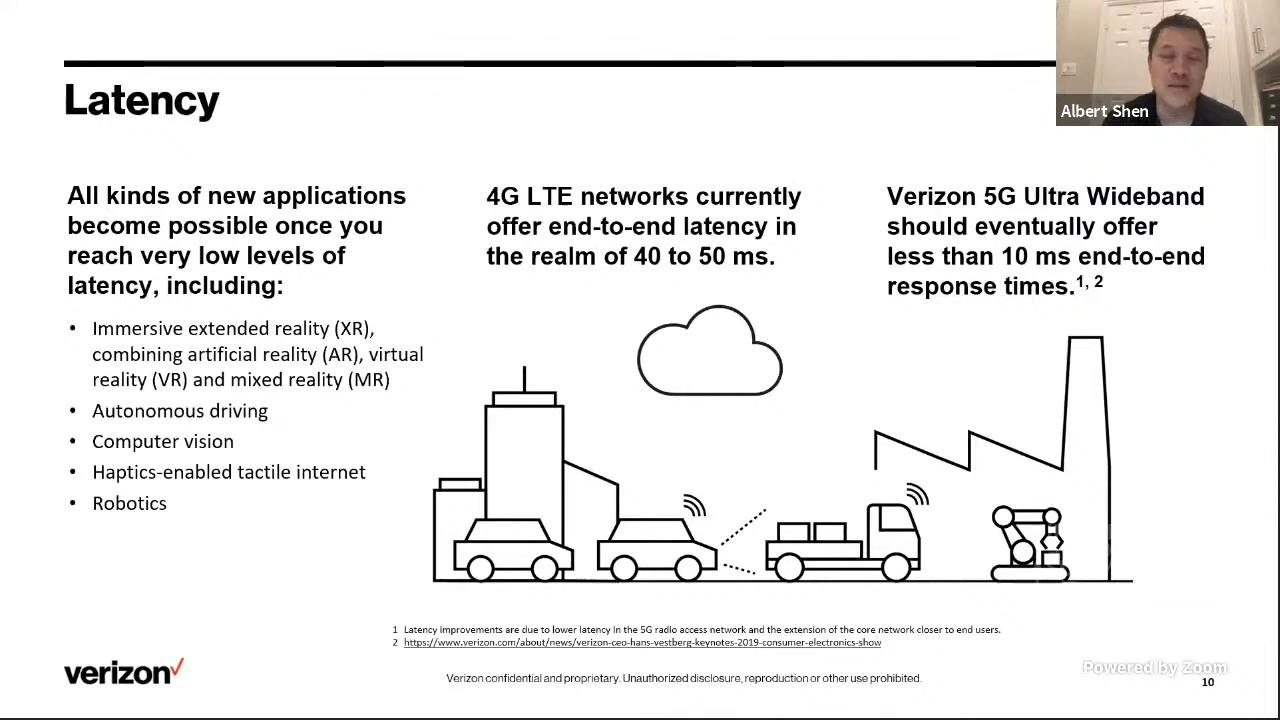 Latency
Albert Shen
All kinds of new applications
become possible once you
reach very low levels of
latency, including:
• Immersive extended reality (XR),
combining artificial reality (AR), virtual
reality (VR) and mixed reality (MR)
• Autonomous driving
• Computer vision
• Haptics-enabled tactile internet
• Robotics
4G LTE networks currently
offer end-to-end latency in
the realm of 40 to 50 ms.
Verizon 5G Ultra Wideband
should eventually offer
less than 10 ms end-to-end
response times.1, 2
1 Latency improvements are due to lower latency in the 5G radio access network and the extension of the core network closer to end users.
2 https://www.verizon.com/about/news/verizon-ceo-hans-vestberg-keynotes-2019-consumer-electronics-show
verizon
Verizon confidential and proprietary. Unauthorized disclosure, reproduction or other use prohibited.
Powered by Zoom
10